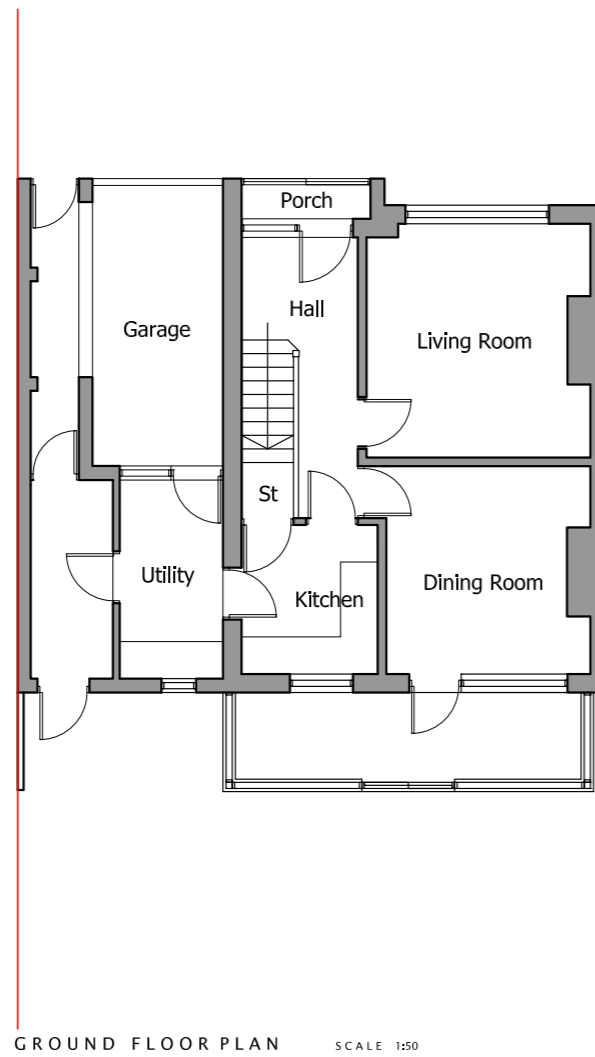 Porch
Hall
Garage
Living Room
St
Utility
Kitchen
Dining Room
GROUND FLOOR PLAN SCALE 1:50